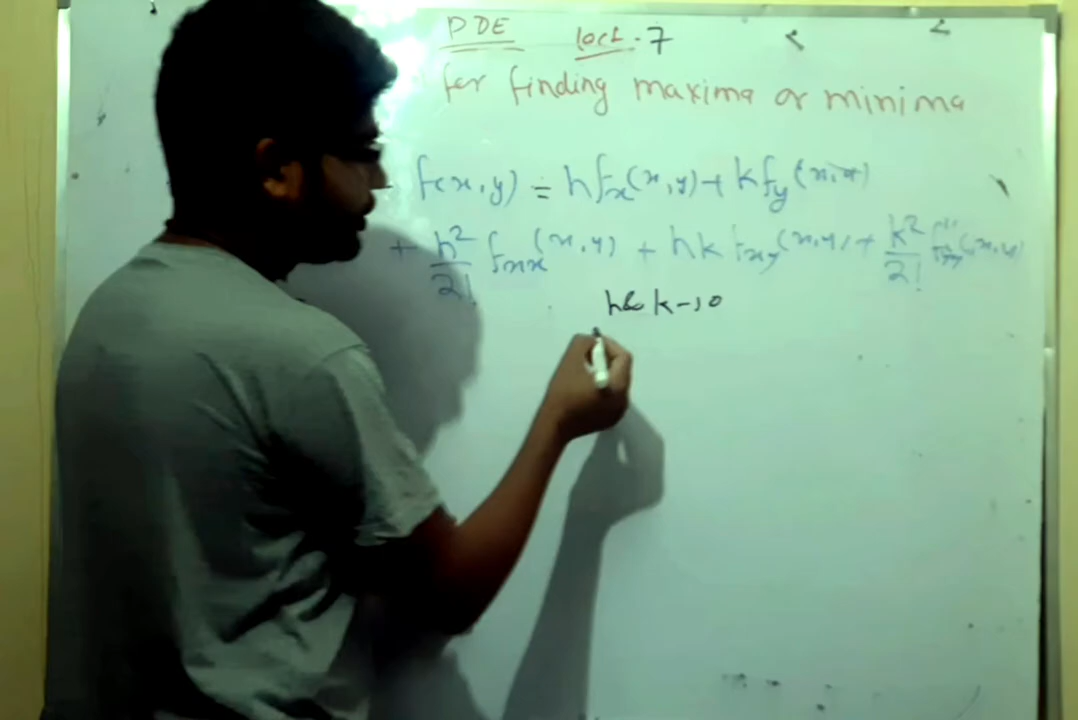 PDE Lect. 7
for finding maxima or minima
- f(x,y) = hfx(x,y) + kfy(x,y)
+ h²/2! fxx(x,y) + hk fxy(x,y) + k²/2! fyy(x,y)
h & k → 0